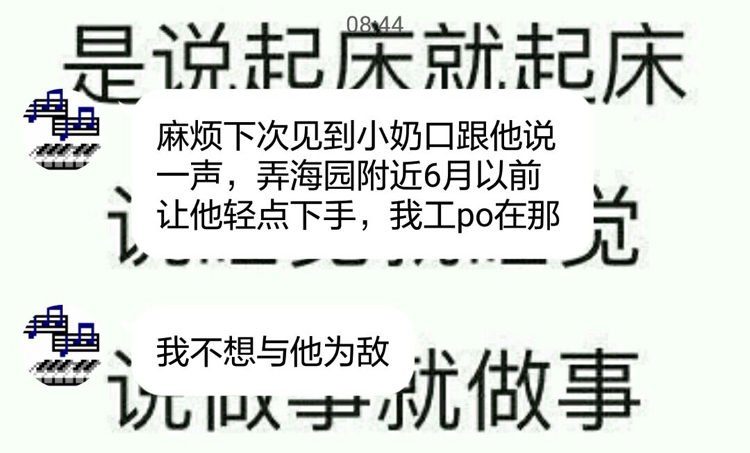 08:44
是说起床就起床
麻烦下次见到小奶口跟他说
一声，弄海园附近6月以前
让他轻点下手，我工po在那
觉
我不想与他为敌
说做事就做事